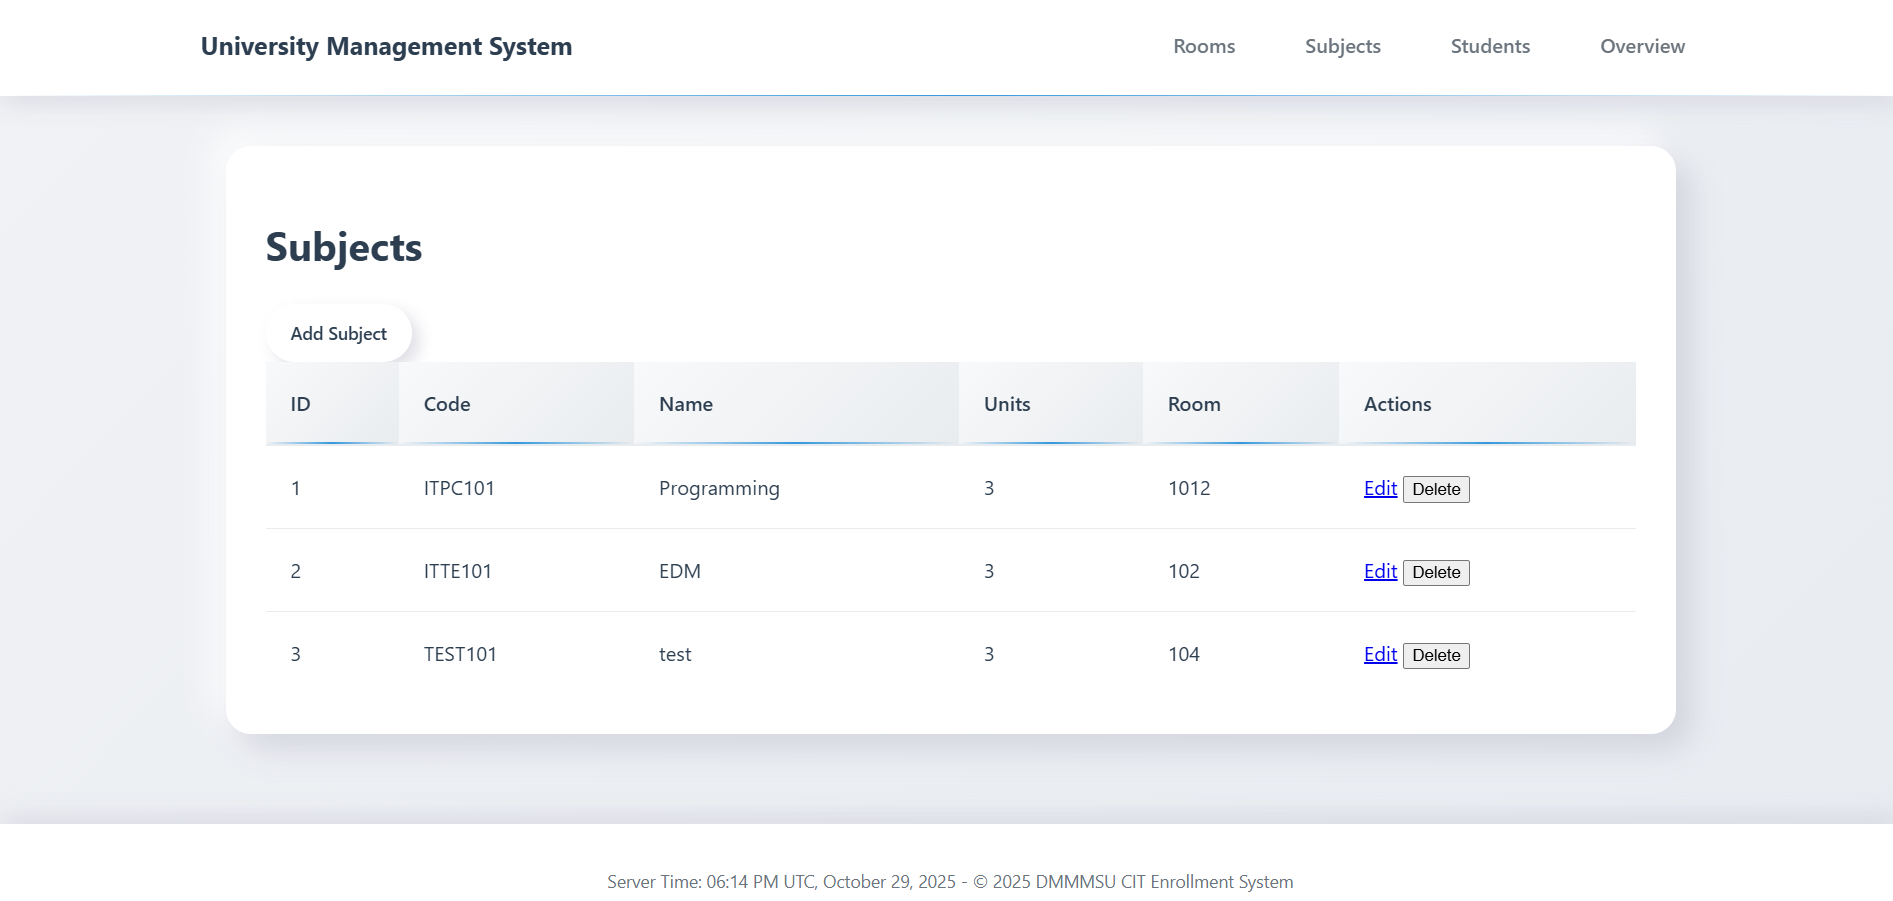 University Management System Rooms Subjects Students Overview
Subjects
Add Subject
ID Code Name Units Room Actions
1 ITPC101 Programming 3 1012 Edit Delete
2 ITTE101 EDM 3 102 Edit Delete
3 TEST101 test 3 104 Edit Delete
Server Time: 06:14 PM UTC, October 29, 2025 - © 2025 DMMMSU CIT Enrollment System